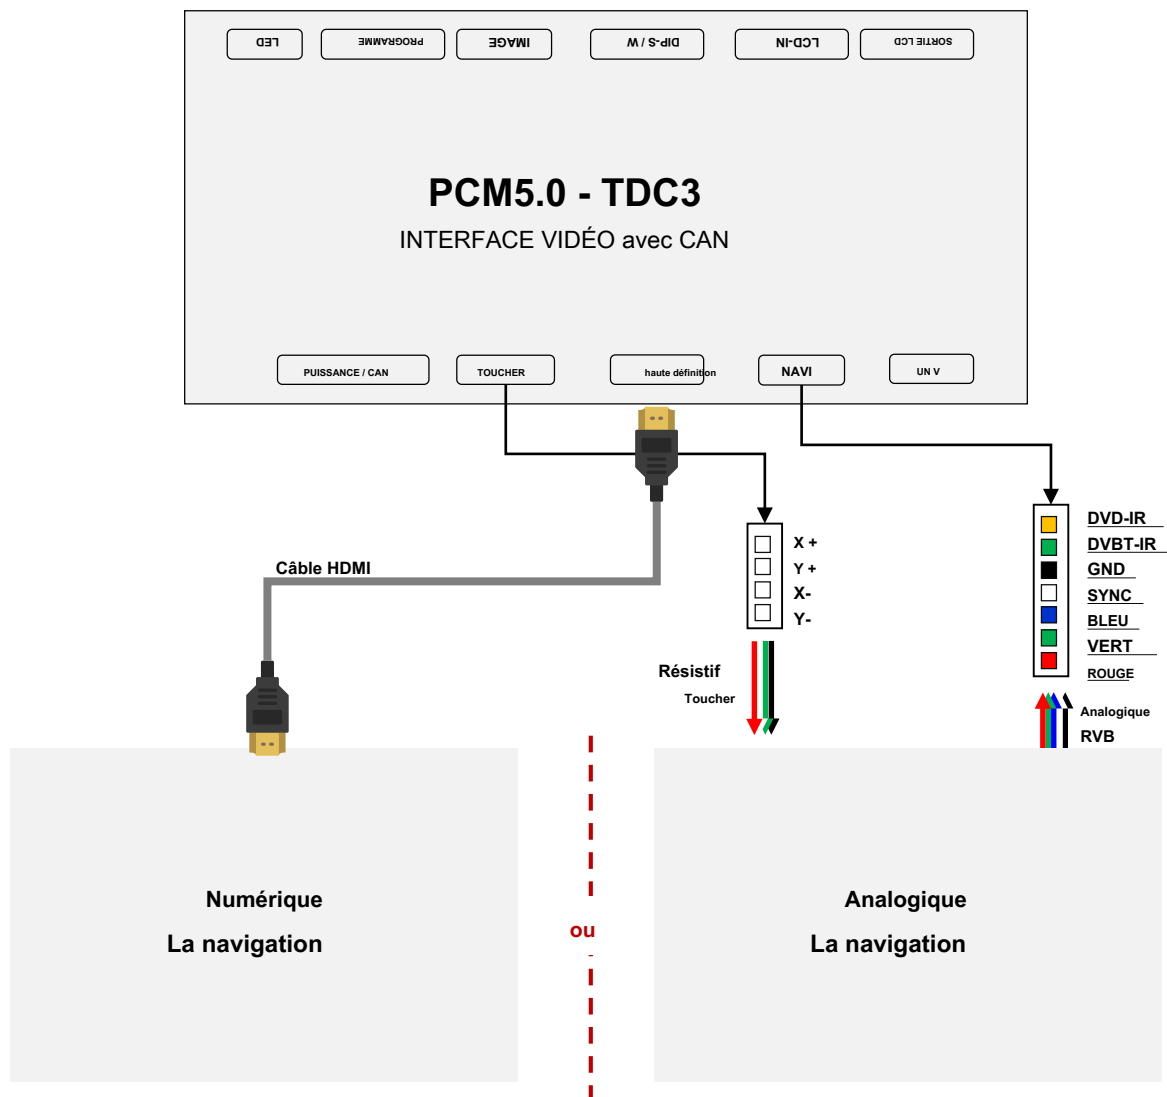 LED
PROGRAMME
IMAGE
DIP-S / W
LCD-IN
SORTIE LCD
PCM5.0 - TDC3
INTERFACE VIDÉO avec CAN
PUISSANCE / CAN
TOUCHER
haute définition
NAVI
UN V
Câble HDMI
X +
Y +
X-
Y-
DVD-IR
DVBT-IR
GND
SYNC
BLEU
VERT
ROUGE
Résistif
Toucher
Analogique
RVB
Numérique
La navigation
ou
Analogique
La navigation